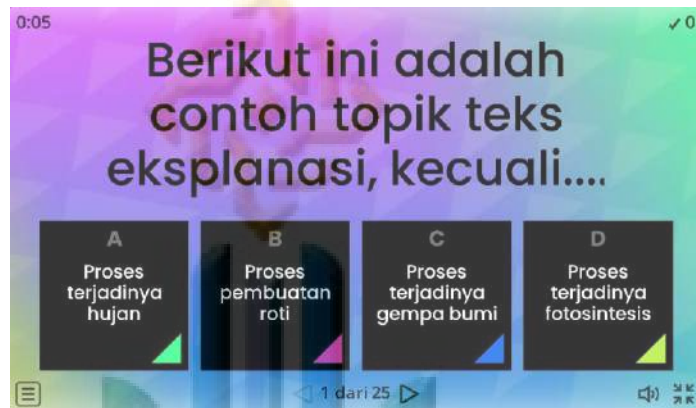 0:05
✓ 0
Berikut ini adalah
contoh topik teks
eksplanasi, kecuali....
A
Proses
terjadinya
hujan
B
Proses
pembuatan
roti
C
Proses
terjadinya
gempa bumi
D
Proses
terjadinya
fotosintesis
1 dari 25